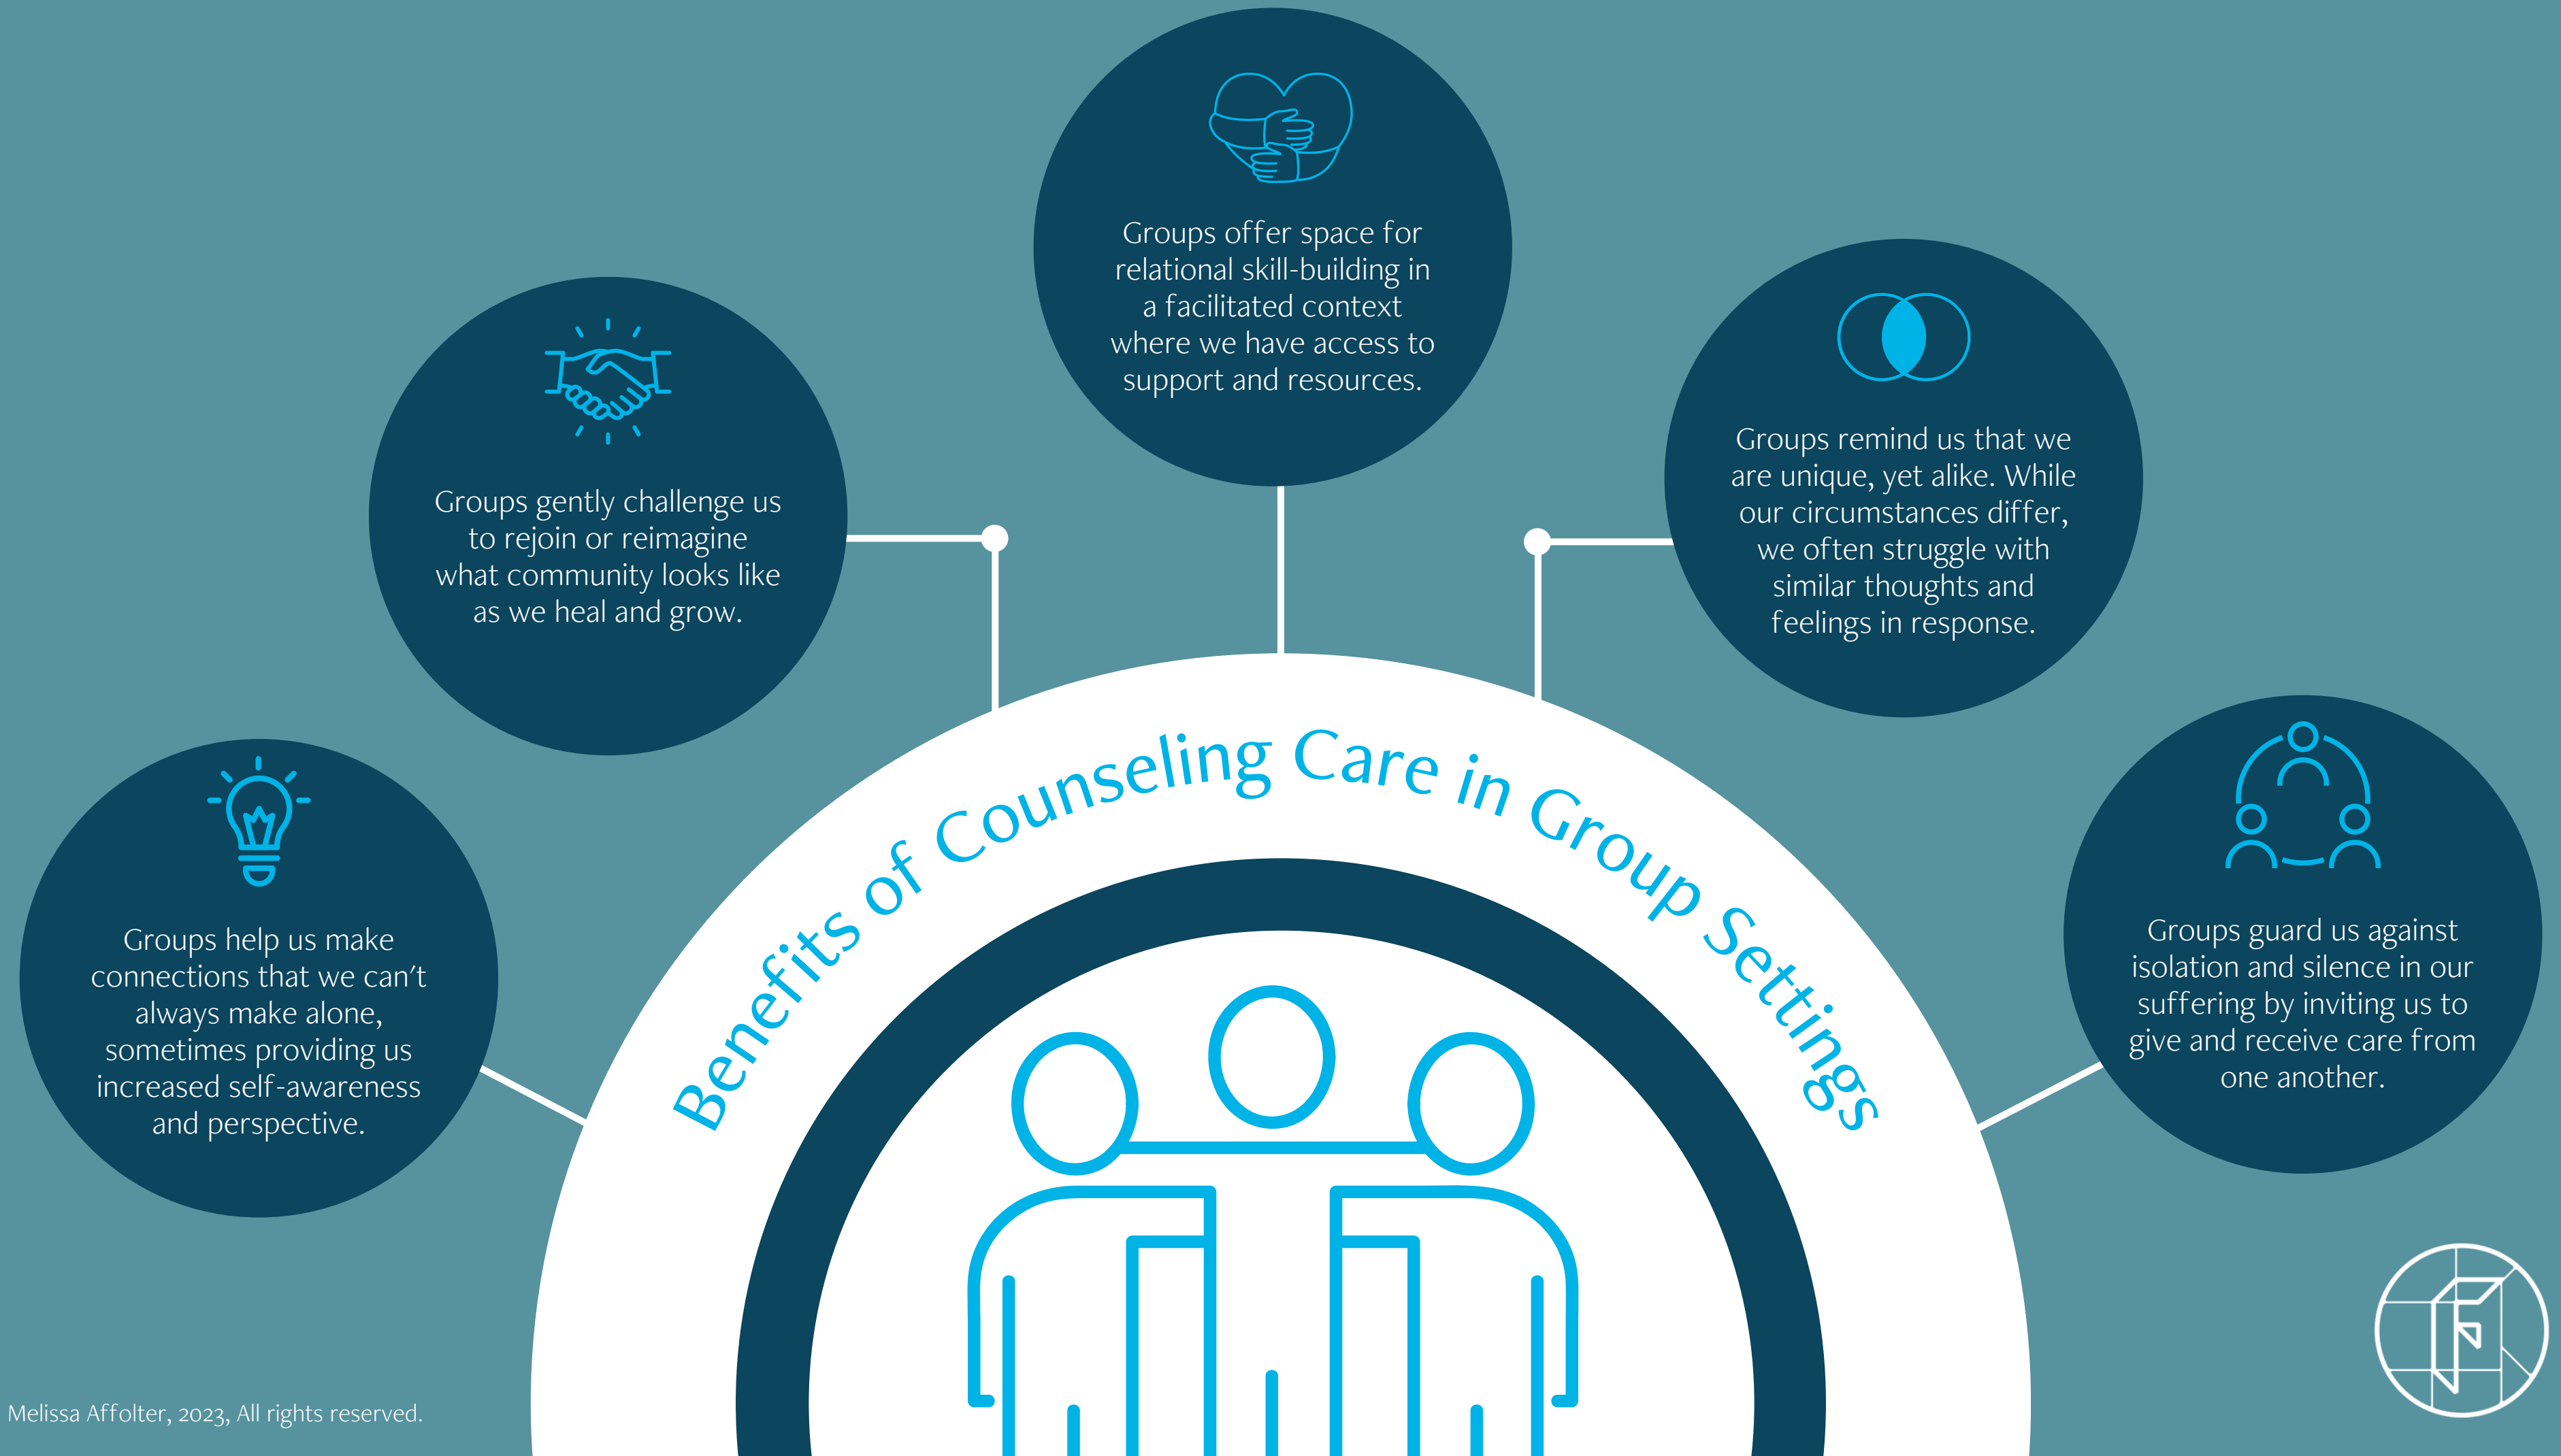 Groups offer space for
relational skill-building in
a facilitated context
where we have access to
support and resources.
Groups gently challenge us
to rejoin or reimagine
what community looks like
as we heal and grow.
Groups remind us that we
are unique, yet alike. While
our circumstances differ,
we often struggle with
similar thoughts and
feelings in response.
Groups help us make
connections that we can't
always make alone,
sometimes providing us
increased self-awareness
and perspective.
Benefits of Counseling Care in Group Settings
Groups guard us against
isolation and silence in our
suffering by inviting us to
give and receive care from
one another.
Melissa Affolter, 2023, All rights reserved.
F